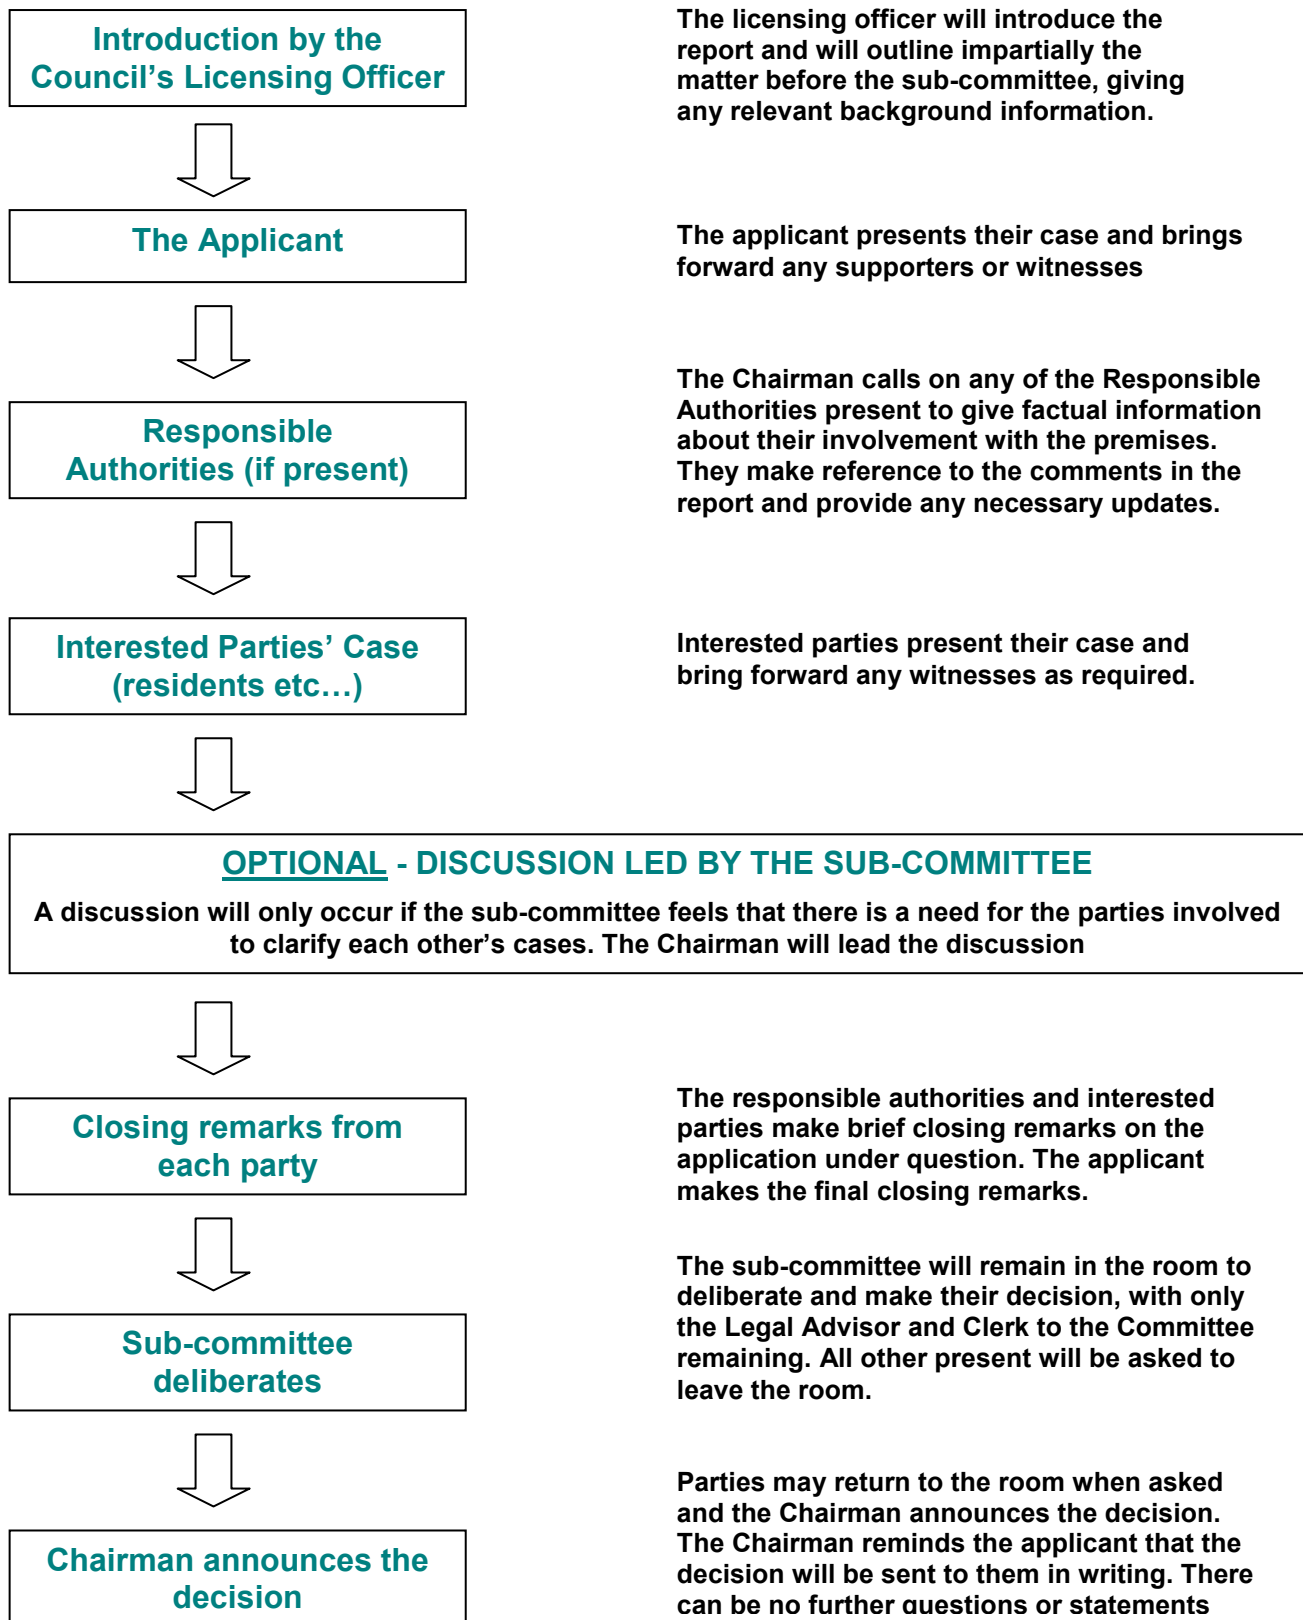 Introduction by the
Council’s Licensing Officer
The licensing officer will introduce the
report and will outline impartially the
matter before the sub-committee, giving
any relevant background information.
The Applicant
The applicant presents their case and brings
forward any supporters or witnesses
Responsible
Authorities (if present)
The Chairman calls on any of the Responsible
Authorities present to give factual information
about their involvement with the premises.
They make reference to the comments in the
report and provide any necessary updates.
Interested Parties’ Case
(residents etc…)
Interested parties present their case and
bring forward any witnesses as required.
OPTIONAL - DISCUSSION LED BY THE SUB-COMMITTEE
A discussion will only occur if the sub-committee feels that there is a need for the parties involved
to clarify each other’s cases. The Chairman will lead the discussion
Closing remarks from
each party
The responsible authorities and interested
parties make brief closing remarks on the
application under question. The applicant
makes the final closing remarks.
Sub-committee
deliberates
The sub-committee will remain in the room to
deliberate and make their decision, with only
the Legal Advisor and Clerk to the Committee
remaining. All other present will be asked to
leave the room.
Chairman announces the
decision
Parties may return to the room when asked
and the Chairman announces the decision.
The Chairman reminds the applicant that the
decision will be sent to them in writing. There
can be no further questions or statements